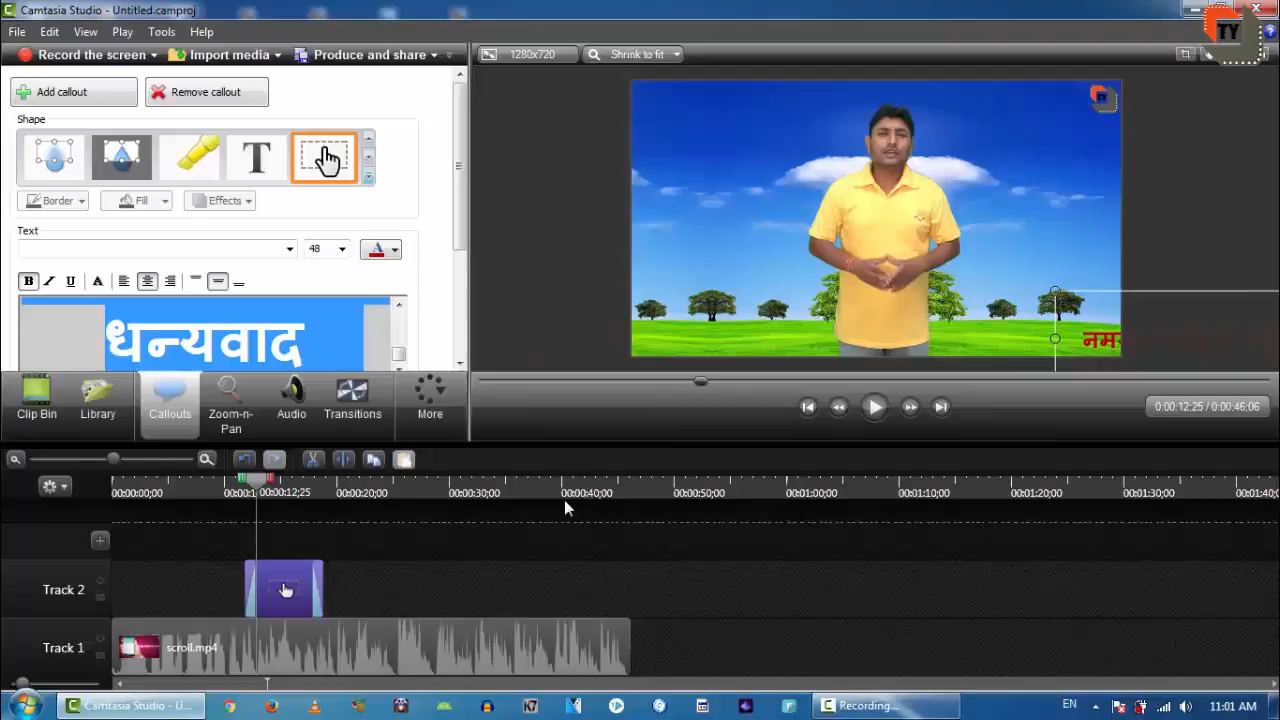 Camtasia Studio - Untitled.camproj
TY
File Edit View Play Tools Help
Record the screen Import media Produce and share
1280x720 Shrink to fit
Add callout Remove callout
Shape
T
Border Fill Effects
Text
48 A
B I U A
धन्यवाद
नम
Clip Bin Library Callouts Zoom-n-Pan Audio Transitions More
0:00:12;25 / 0:00:46;06
00:00:00;00 00:00:1 00:00:12;25 00:00:20;00 00:00:30;00 00:00:40;00 00:00:50;00 00:01:00;00 00:01:10;00 00:01:20;00 00:01:30;00 00:01:40;0
Track 2
Track 1 scroll.mp4
Camtasia Studio - U... K7 Recording... EN 11:01 AM